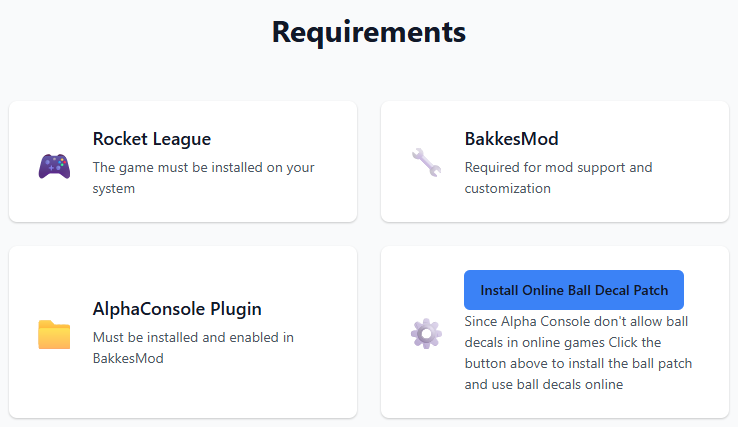 Requirements
Rocket League
The game must be installed on your
system
BakkesMod
Required for mod support and
customization
AlphaConsole Plugin
Must be installed and enabled in
BakkesMod
Install Online Ball Decal Patch
Since Alpha Console don't allow ball
decals in online games Click the
button above to install the ball patch
and use ball decals online